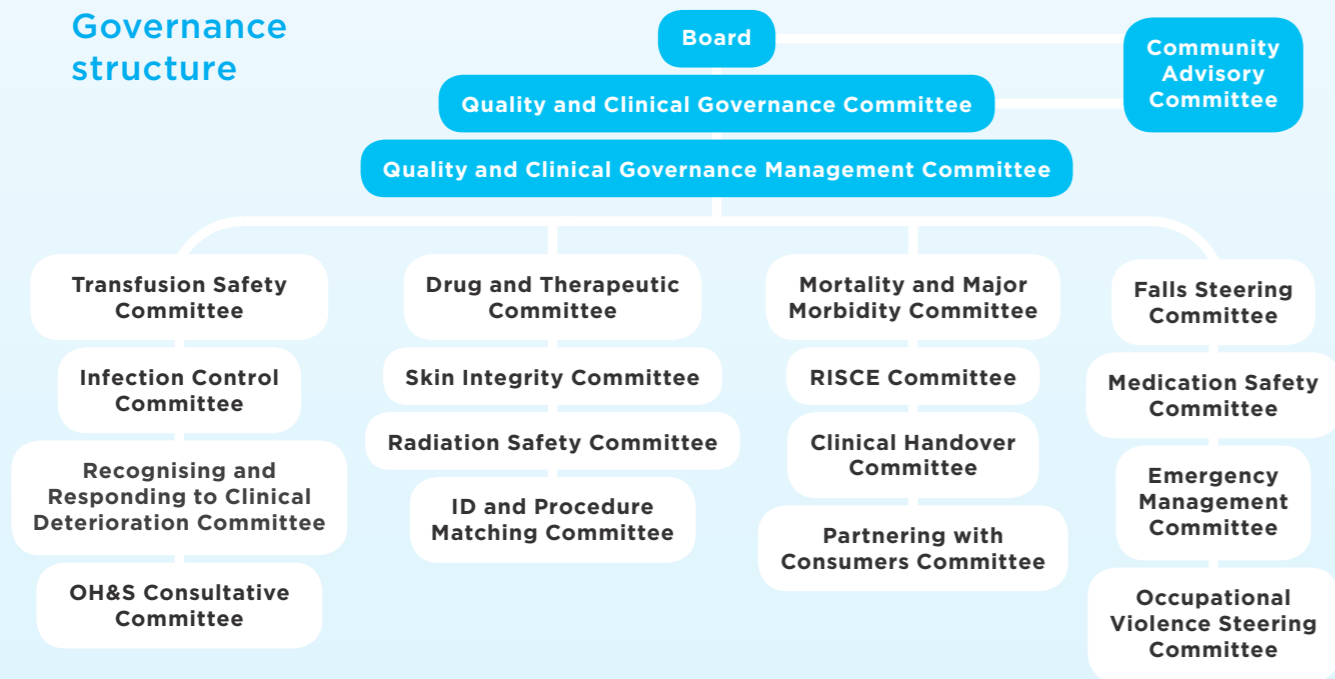 Governance
structure
Board
Community
Advisory
Committee
Quality and Clinical Governance Committee
Quality and Clinical Governance Management Committee
Transfusion Safety
Committee
Infection Control
Committee
Recognising and
Responding to Clinical
Deterioration Committee
OH&S Consultative
Committee
Drug and Therapeutic
Committee
Skin Integrity Committee
Radiation Safety Committee
ID and Procedure
Matching Committee
Mortality and Major
Morbidity Committee
RISCE Committee
Clinical Handover
Committee
Partnering with
Consumers Committee
Falls Steering
Committee
Medication Safety
Committee
Emergency
Management
Committee
Occupational
Violence Steering
Committee